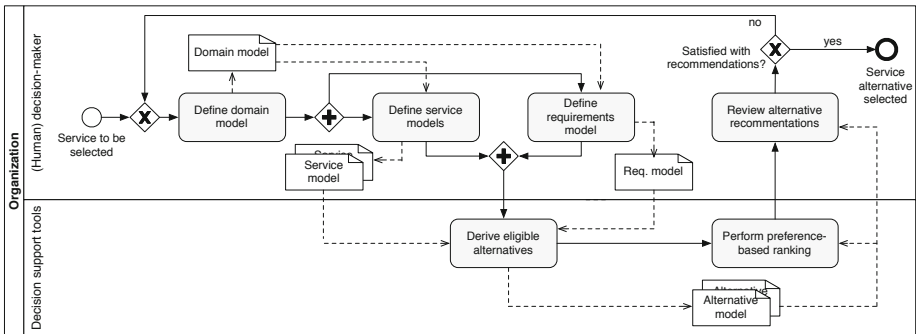 Organization
(Human) decision-maker
Decision support tools
no
Domain model
Satisfied with
recommendations?
yes
Service
alternative
selected
Service to be
selected
Define domain
model
Define service
models
Define
requirements
model
Review alternative
recommentations
Service
Service
model
Req. model
Derive eligible
alternatives
Perform preference-
based ranking
Alternative
Alternative
model